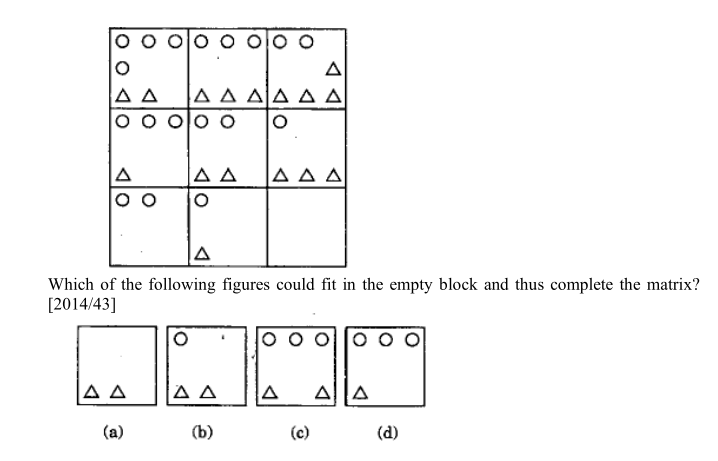 Which of the following figures could fit in the empty block and thus complete the matrix?
[2014/43]
(a) (b) (c) (d)